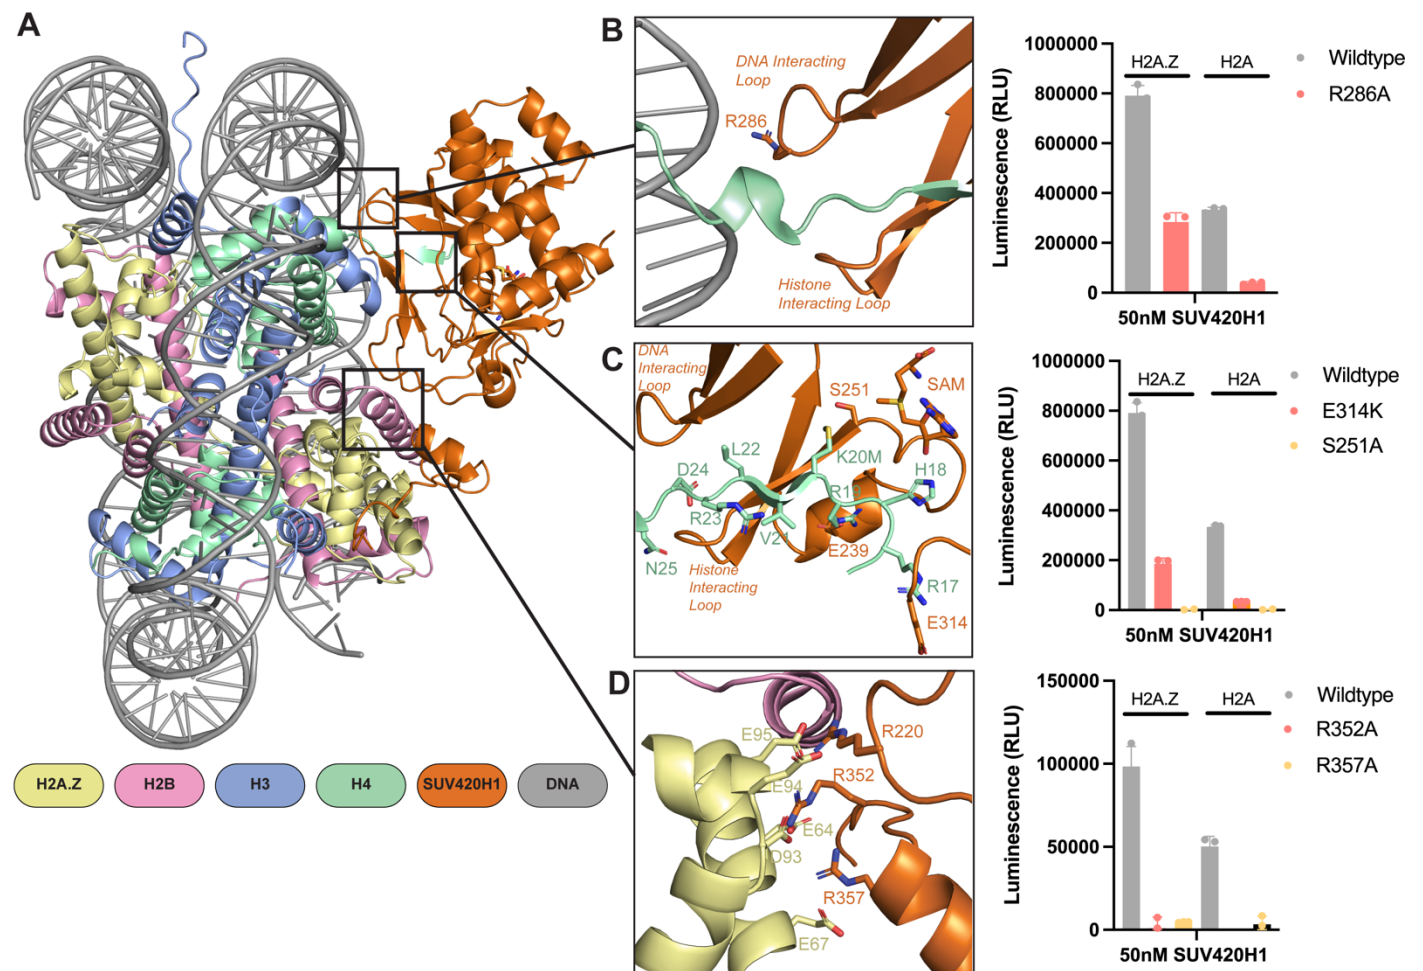 A
H2A.Z
H2B
H3
H4
SUV420H1
DNA
B
DNA Interacting
Loop
R286
Histone
Interacting Loop
Luminescence (RLU)
1000000
800000
600000
400000
200000
0
H2A.Z
H2A
50nM SUV420H1
Wildtype
R286A
C
DNA
Interacting
Loop
S251
SAM
L22
K20M
D24
H18
R19
R23
V21
E239
N25
Histone
Interacting
Loop
R17
E314
Luminescence (RLU)
1000000
800000
600000
400000
200000
0
H2A.Z
H2A
50nM SUV420H1
Wildtype
E314K
S251A
D
E95
R220
R352
E94
E64
D93
R357
E67
Luminescence (RLU)
150000
100000
50000
0
H2A.Z
H2A
50nM SUV420H1
Wildtype
R352A
R357A